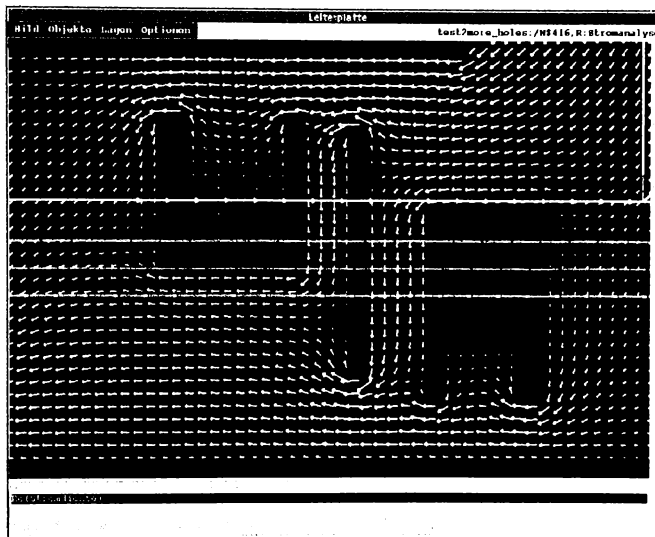 Leiterplatte
Bild Objekte Lagen Optionen
test2more_holes:/N$416,R:Stromanalyse